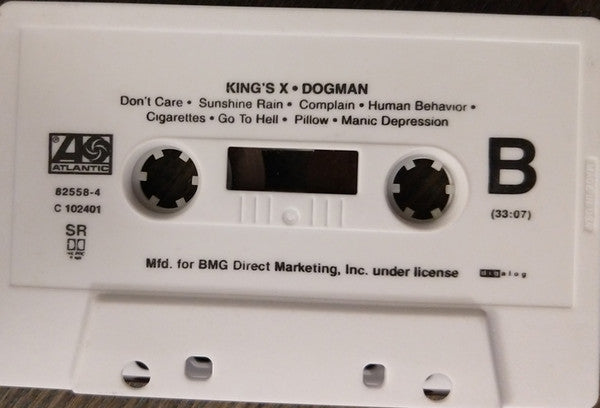 KING'S X • DOGMAN
Don't Care • Sunshine Rain • Complain • Human Behavior •
Cigarettes • Go To Hell • Pillow • Manic Depression
ATLANTIC
82558-4
C 102401
SR
B
(33:07)
Mfd. for BMG Direct Marketing, Inc. under license
digalog